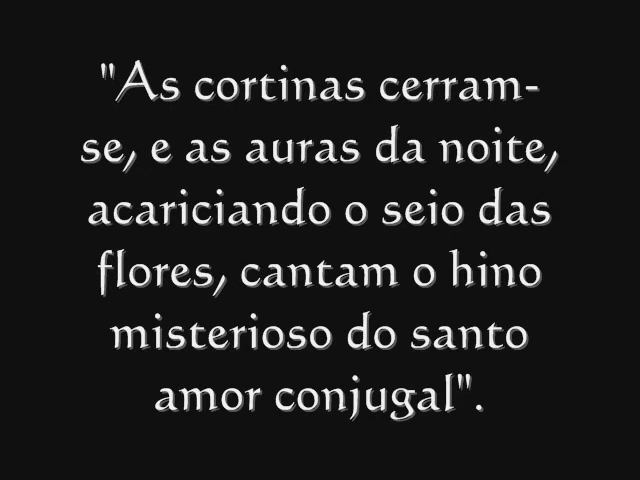 "As cortinas cerram-
se, e as auras da noite,
acariciando o seio das
flores, cantam o hino
misterioso do santo
amor conjugal".